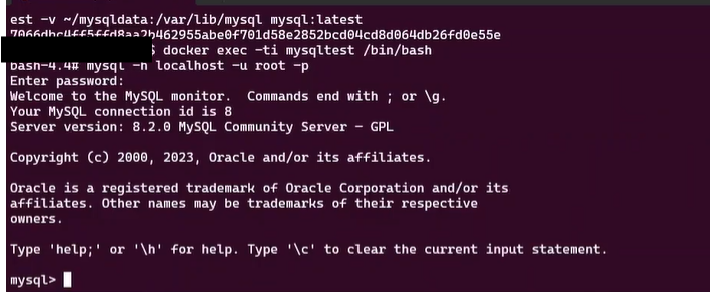 est -v ~/mysqldata:/var/lib/mysql mysql:latest
7066dbc4ff5ffd8aa2b462955abe0f701d58e2852bcd04cd8d064db26fd0e55e
$ docker exec -ti mysqltest /bin/bash
bash-4.4# mysql -h localhost -u root -p
Enter password:
Welcome to the MySQL monitor.  Commands end with ; or \g.
Your MySQL connection id is 8
Server version: 8.2.0 MySQL Community Server - GPL
Copyright (c) 2000, 2023, Oracle and/or its affiliates.
Oracle is a registered trademark of Oracle Corporation and/or its
affiliates. Other names may be trademarks of their respective
owners.
Type 'help;' or '\h' for help. Type '\c' to clear the current input statement.
mysql>